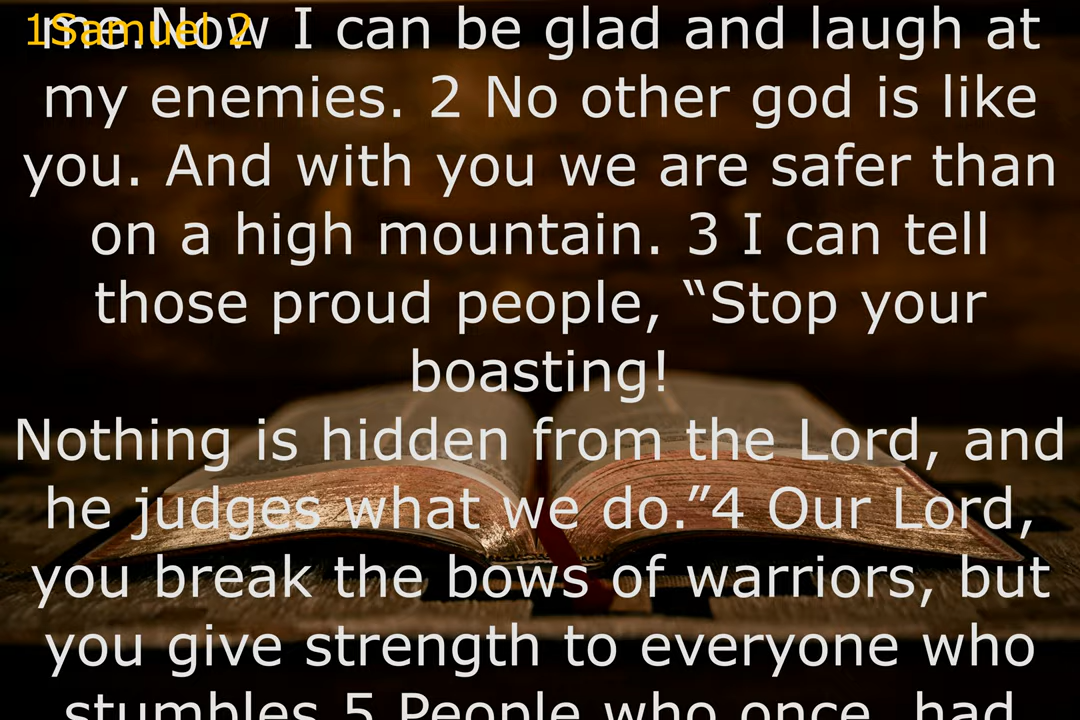 1Samuel 2
me.Now I can be glad and laugh at
my enemies. 2 No other god is like
you. And with you we are safer than
on a high mountain. 3 I can tell
those proud people, “Stop your
boasting!
Nothing is hidden from the Lord, and
he judges what we do.”4 Our Lord,
you break the bows of warriors, but
you give strength to everyone who
stumbles.5 People who once had